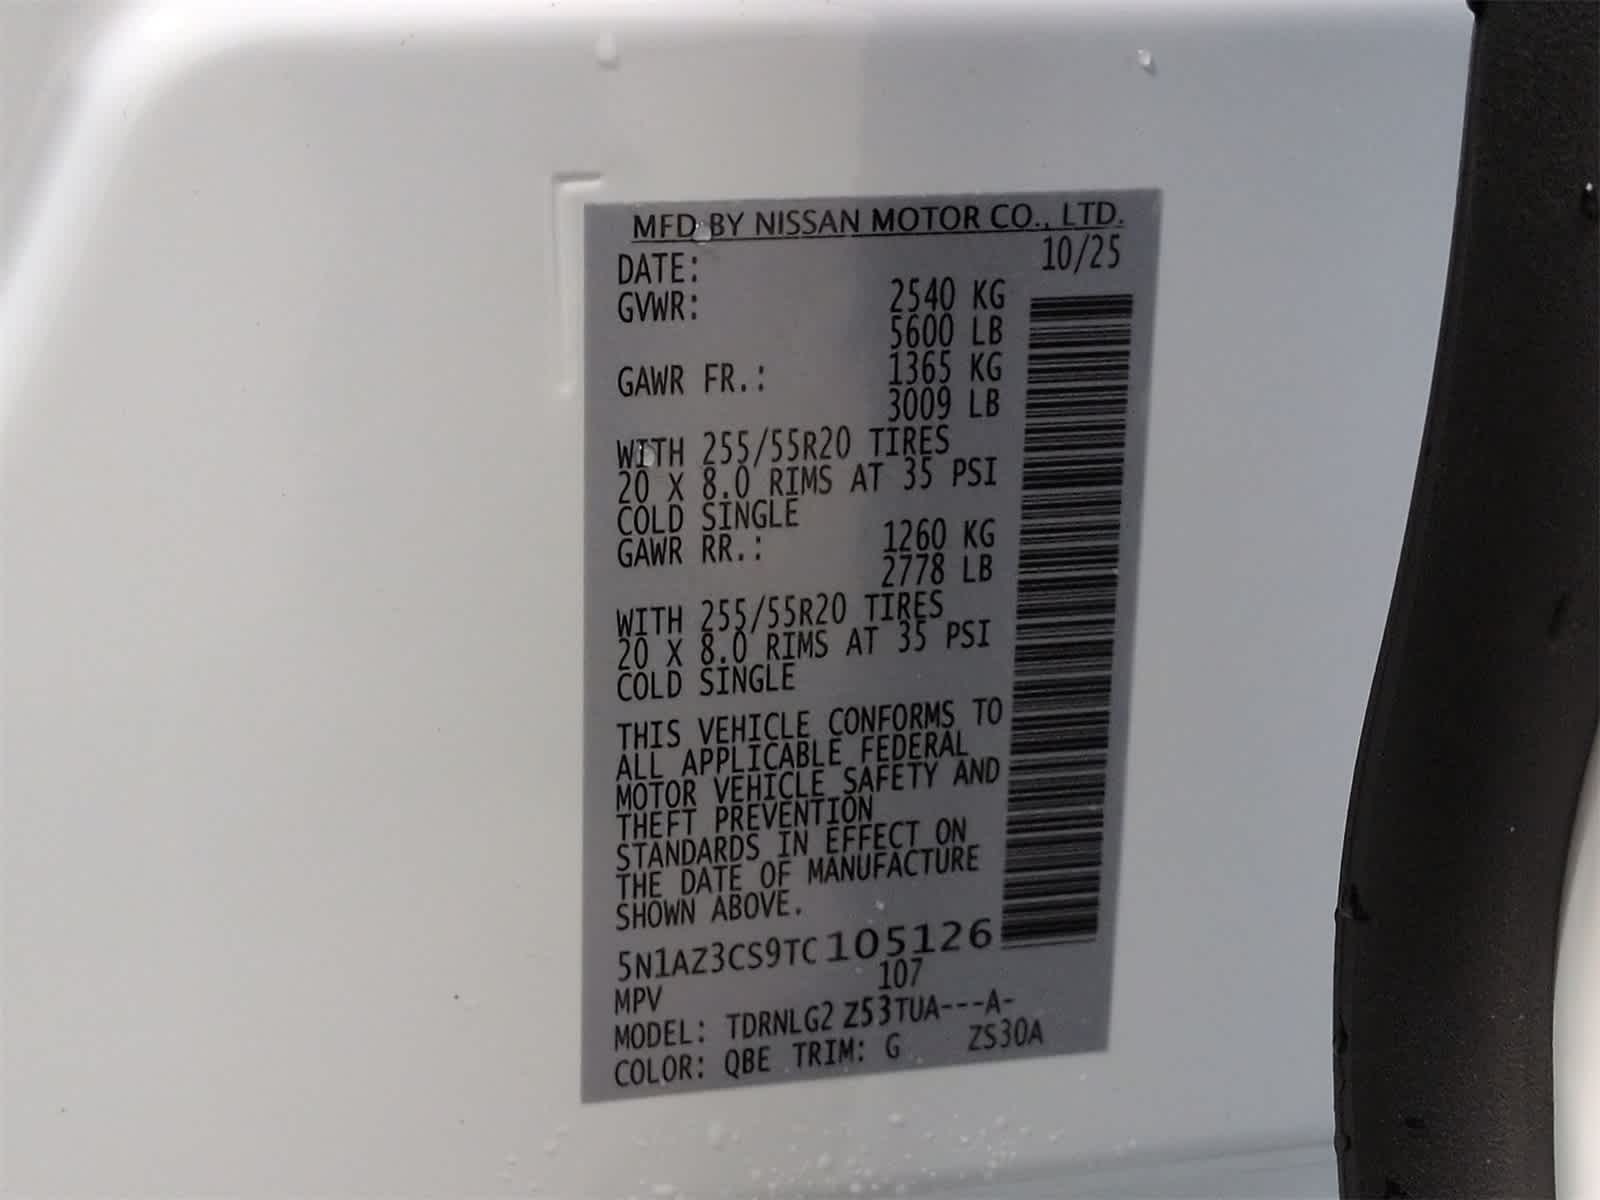 MFD BY NISSAN MOTOR CO., LTD.
DATE: 10/25
GVWR: 2540 KG
5600 LB
GAWR FR.: 1365 KG
3009 LB
WITH 255/55R20 TIRES
20 X 8.0 RIMS AT 35 PSI
COLD SINGLE
GAWR RR.: 1260 KG
2778 LB
WITH 255/55R20 TIRES
20 X 8.0 RIMS AT 35 PSI
COLD SINGLE
THIS VEHICLE CONFORMS TO
ALL APPLICABLE FEDERAL
MOTOR VEHICLE SAFETY AND
THEFT PREVENTION
STANDARDS IN EFFECT ON
THE DATE OF MANUFACTURE
SHOWN ABOVE.
5N1AZ3CS9TC105126
MPV 107
MODEL: TDRNLG2 Z53TUA---A-
COLOR: QBE TRIM: G ZS30A